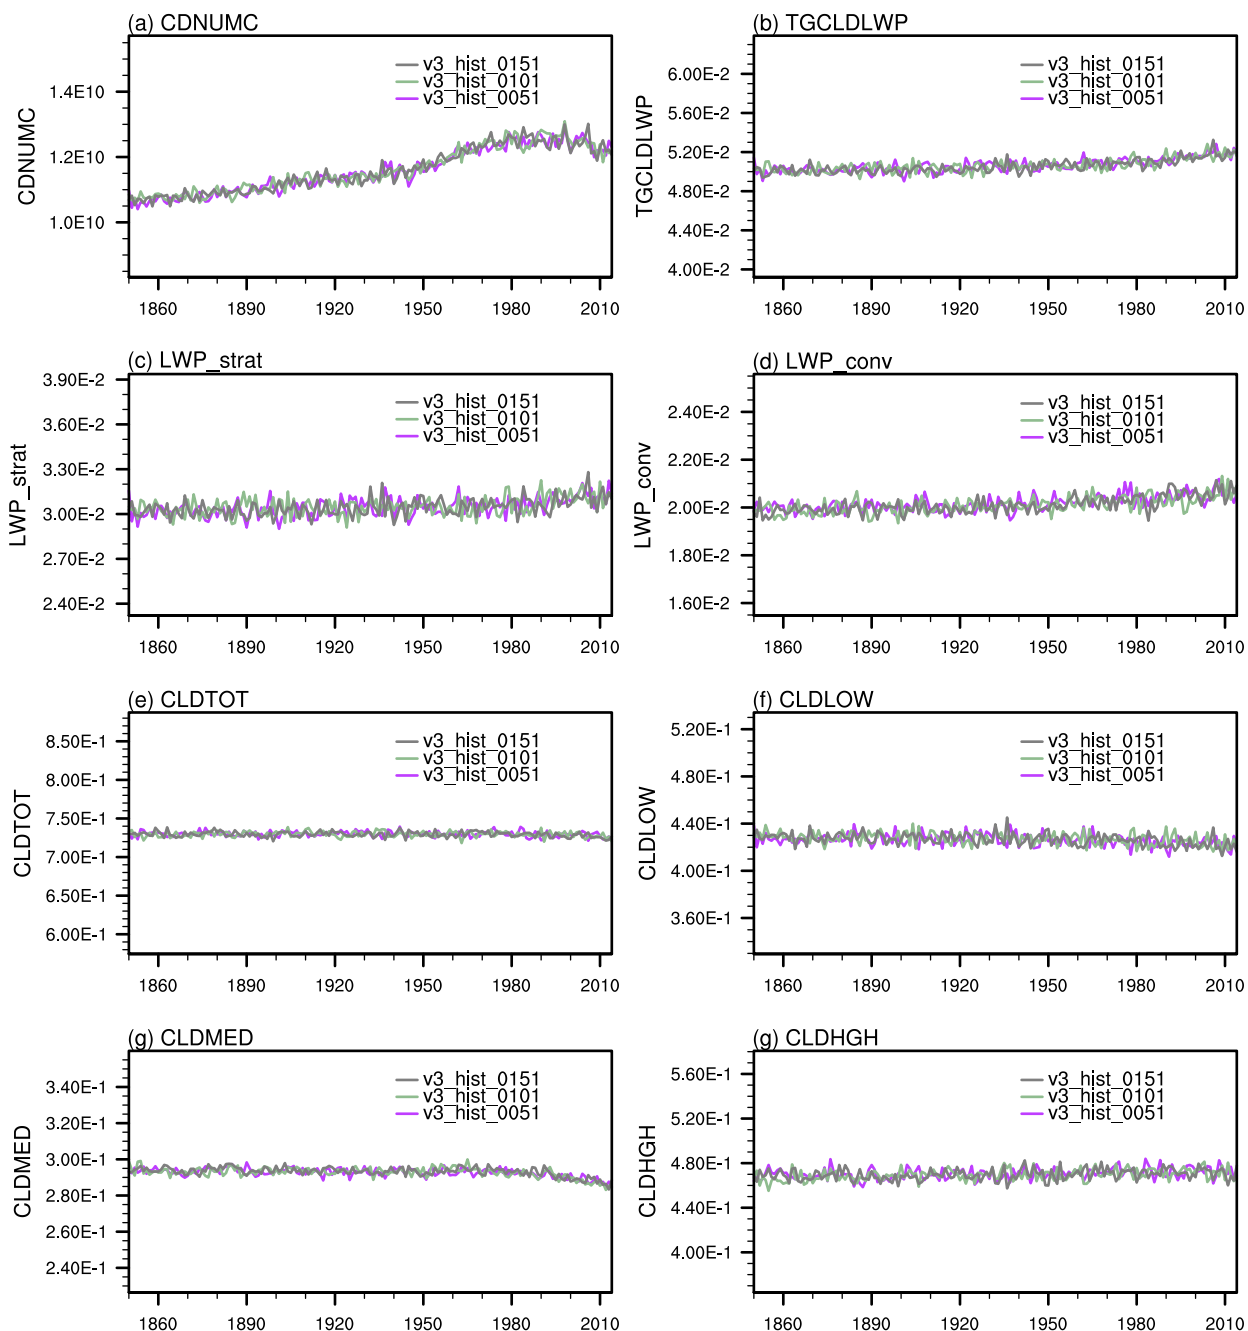 (a) CDNUMC
v3_hist_0151
v3_hist_0101
v3_hist_0051
1.4E10
1.2E10
1.0E10
CDNUMC
1860 1890 1920 1950 1980 2010
(b) TGCLDLWP
v3_hist_0151
v3_hist_0101
v3_hist_0051
6.00E-2
5.60E-2
5.20E-2
4.80E-2
4.40E-2
4.00E-2
TGCLDLWP
1860 1890 1920 1950 1980 2010
(c) LWP_strat
v3_hist_0151
v3_hist_0101
v3_hist_0051
3.90E-2
3.60E-2
3.30E-2
3.00E-2
2.70E-2
2.40E-2
LWP_strat
1860 1890 1920 1950 1980 2010
(d) LWP_conv
v3_hist_0151
v3_hist_0101
v3_hist_0051
2.40E-2
2.20E-2
2.00E-2
1.80E-2
1.60E-2
LWP_conv
1860 1890 1920 1950 1980 2010
(e) CLDTOT
v3_hist_0151
v3_hist_0101
v3_hist_0051
8.50E-1
8.00E-1
7.50E-1
7.00E-1
6.50E-1
6.00E-1
CLDTOT
1860 1890 1920 1950 1980 2010
(f) CLDLOW
v3_hist_0151
v3_hist_0101
v3_hist_0051
5.20E-1
4.80E-1
4.40E-1
4.00E-1
3.60E-1
CLDLOW
1860 1890 1920 1950 1980 2010
(g) CLDMED
v3_hist_0151
v3_hist_0101
v3_hist_0051
3.40E-1
3.20E-1
3.00E-1
2.80E-1
2.60E-1
2.40E-1
CLDMED
1860 1890 1920 1950 1980 2010
(g) CLDHGH
v3_hist_0151
v3_hist_0101
v3_hist_0051
5.60E-1
5.20E-1
4.80E-1
4.40E-1
4.00E-1
CLDHGH
1860 1890 1920 1950 1980 2010